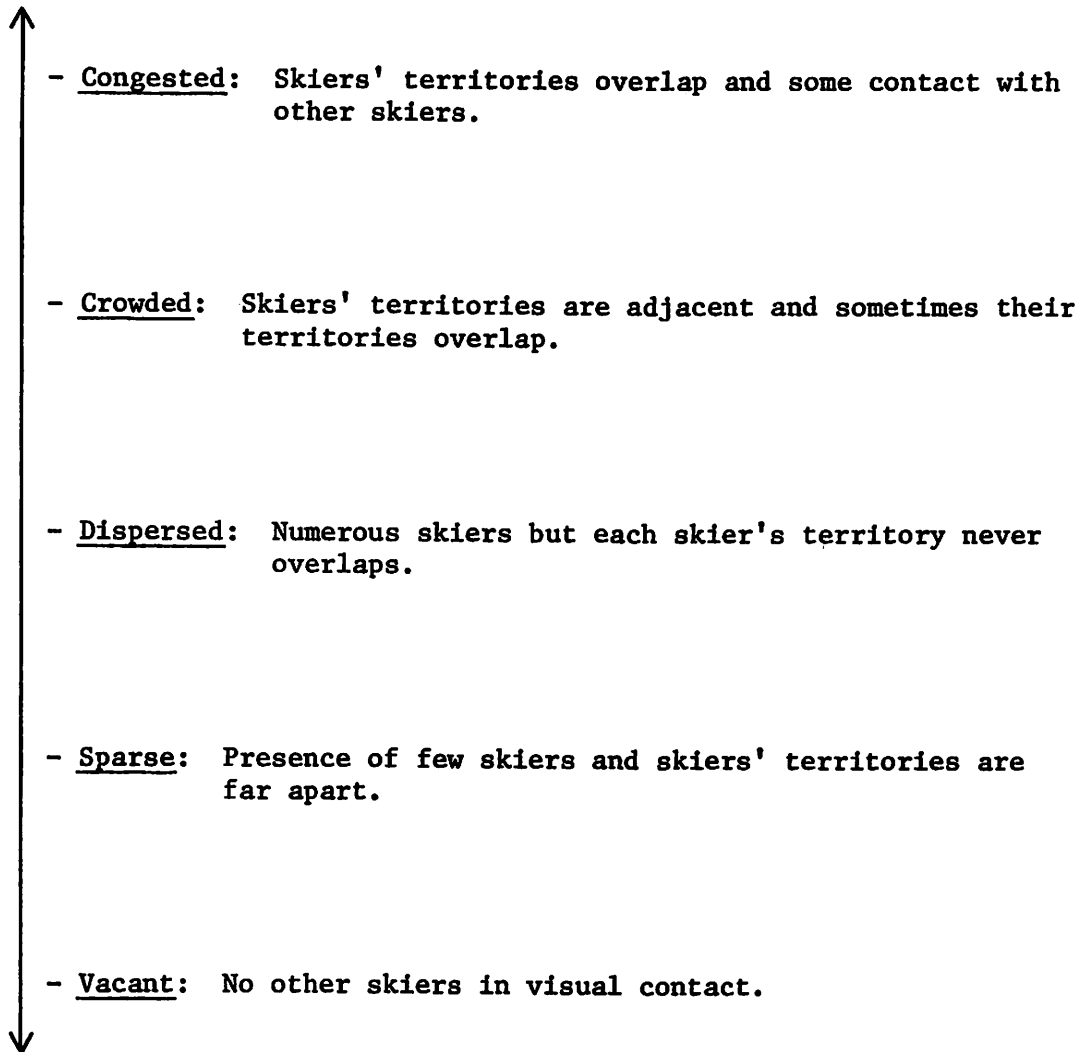 - Congested: Skiers' territories overlap and some contact with
other skiers.
- Crowded: Skiers' territories are adjacent and sometimes their
territories overlap.
- Dispersed: Numerous skiers but each skier's territory never
overlaps.
- Sparse: Presence of few skiers and skiers' territories are
far apart.
- Vacant: No other skiers in visual contact.